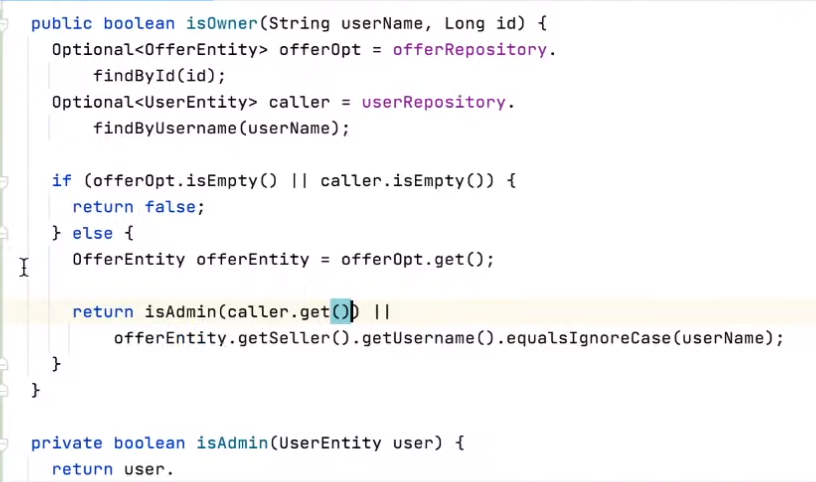 public boolean isOwner(String userName, Long id) {
Optional<OfferEntity> offerOpt = offerRepository.
findById(id);
Optional<UserEntity> caller = userRepository.
findByUsername(userName);
if (offerOpt.isEmpty() || caller.isEmpty()) {
return false;
} else {
OfferEntity offerEntity = offerOpt.get();
return isAdmin(caller.get()) ||
offerEntity.getSeller().getUsername().equalsIgnoreCase(userName);
}
}
private boolean isAdmin(UserEntity user) {
return user.